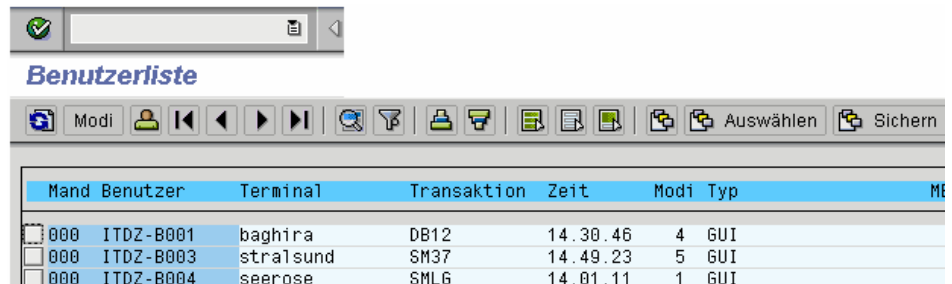 Benutzerliste
Modi Auswählen Sichern
Mand Benutzer Terminal Transaktion Zeit Modi Typ
000 ITDZ-B001 baghira DB12 14.30.46 4 GUI
000 ITDZ-B003 stralsund SM37 14.49.23 5 GUI
000 ITDZ-B004 seerose SMLG 14.01.11 1 GUI